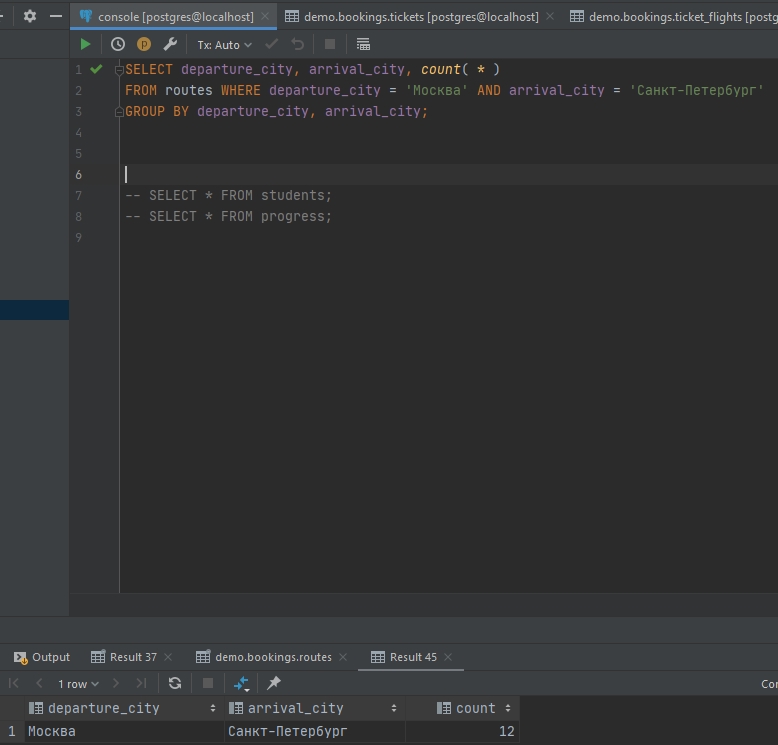 console [postgres@localhost] demo.bookings.tickets [postgres@localhost] demo.bookings.ticket_flights
p Tx: Auto
1 SELECT departure_city, arrival_city, count( * )
2 FROM routes WHERE departure_city = 'Москва' AND arrival_city = 'Санкт-Петербург'
3 GROUP BY departure_city, arrival_city;
4
5
6
7 -- SELECT * FROM students;
8 -- SELECT * FROM progress;
9
Output Result 37 demo.bookings.routes Result 45
1 row
departure_city arrival_city count
1 Москва Санкт-Петербург 12